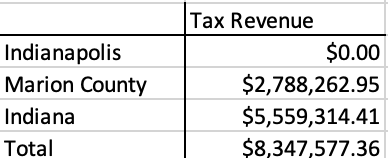 Tax Revenue
Indianapolis $0.00
Marion County $2,788,262.95
Indiana $5,559,314.41
Total $8,347,577.36